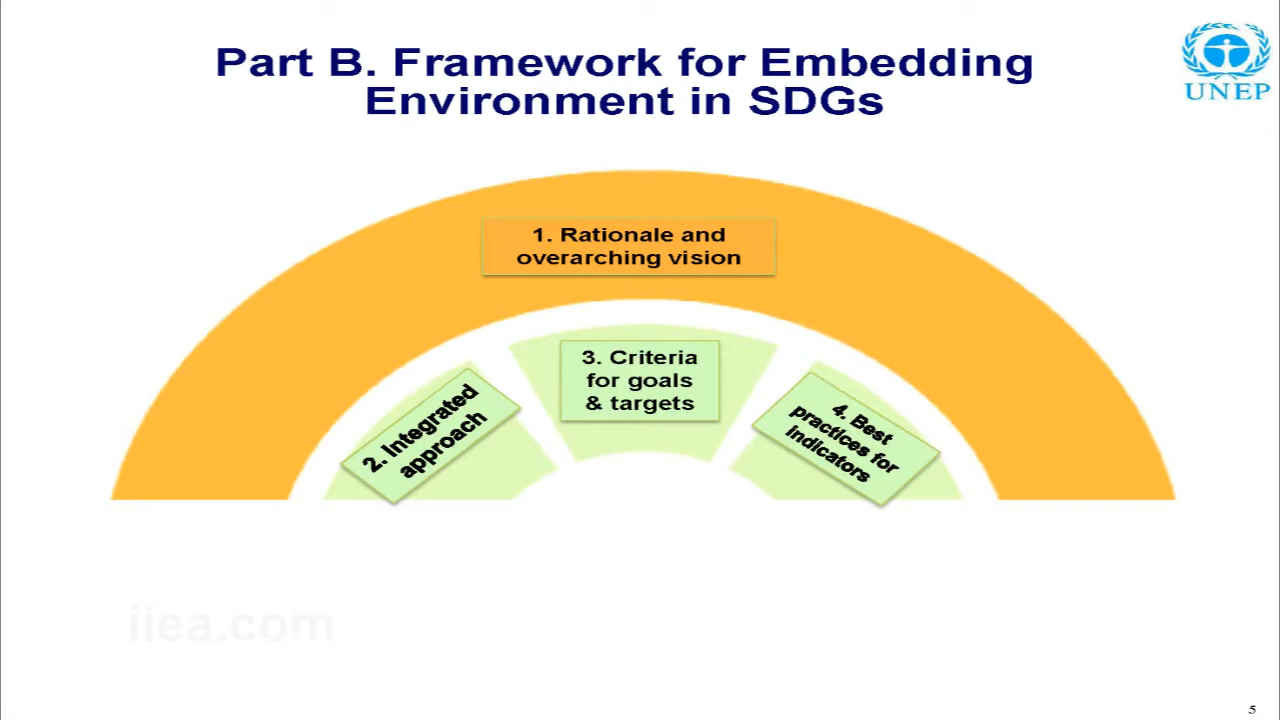 Part B. Framework for Embedding
Environment in SDGs
UNEP
1. Rationale and
overarching vision
2. Integrated
approach
3. Criteria
for goals
& targets
4. Best
practices for
indicators
iiea.com
5